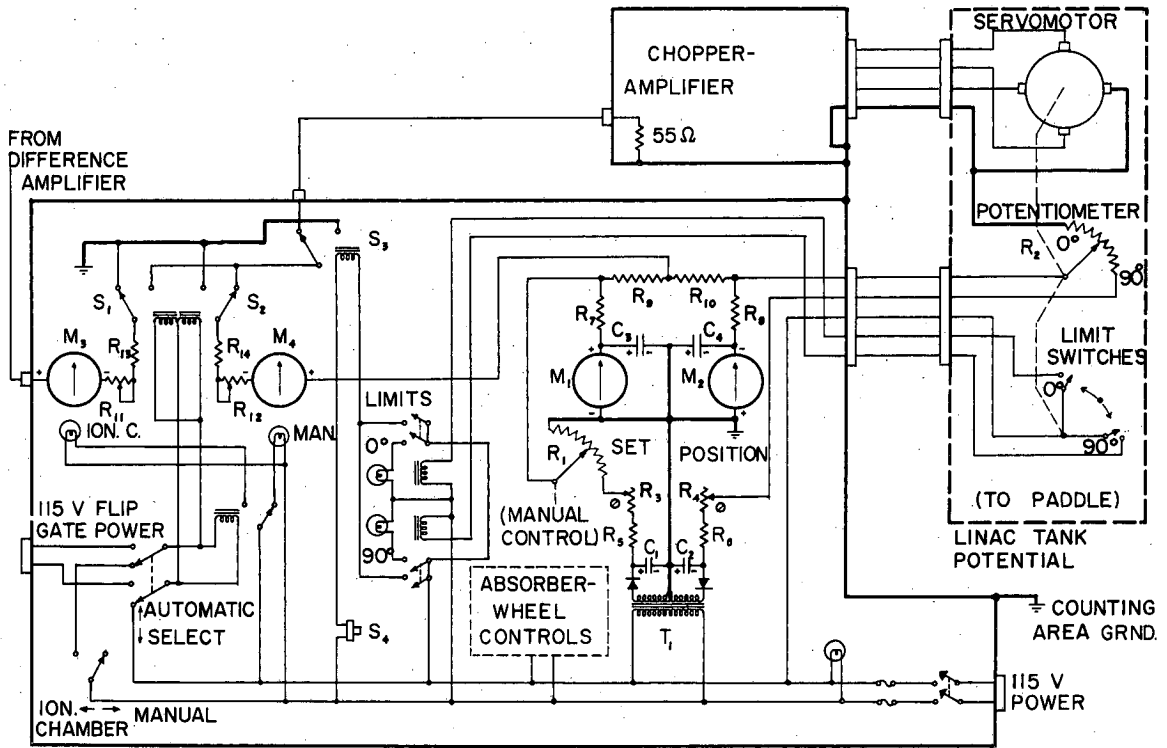 SERVOMOTOR
CHOPPER-
AMPLIFIER
55Ω
FROM
DIFFERENCE
AMPLIFIER
POTENTIOMETER
R2
0°
90°
S3
S1
S2
R9
R10
R7
R8
C3
C4
M3
R13
R14
M4
M1
M2
LIMIT
SWITCHES
0°
90°
R11
R12
LIMITS
ION. C.
MAN.
0°
R1
SET
POSITION
R3
R4
ø
ø
(TO PADDLE)
115 V FLIP
GATE POWER
(MANUAL
CONTROL)
R5
R6
C1
C2
90°
LINAC TANK
POTENTIAL
AUTOMATIC
SELECT
S4
ABSORBER-
WHEEL
CONTROLS
T1
COUNTING
AREA GRND.
ION.
CHAMBER
MANUAL
115 V
POWER